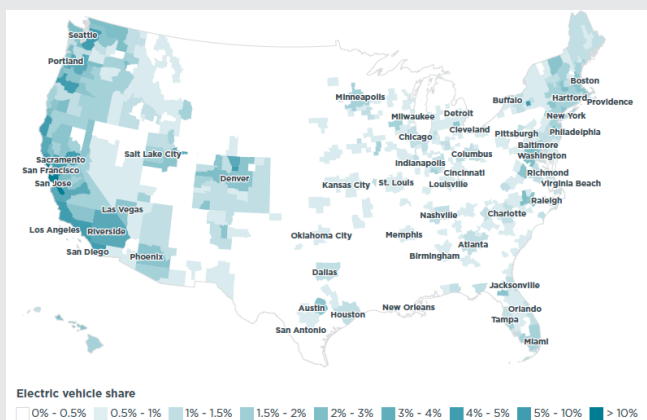 Seattle
Portland
Boston
Minneapolis
Buffalo
Hartford
Providence
Milwaukee
Detroit
New York
Cleveland
Pittsburgh
Philadelphia
Chicago
Baltimore
Sacramento
Salt Lake City
Columbus
Washington
San Francisco
Indianapolis
Denver
Cincinnati
Richmond
San Jose
Kansas City
St. Louis
Louisville
Virginia Beach
Las Vegas
Raleigh
Nashville
Charlotte
Los Angeles
Riverside
Oklahoma City
Memphis
Atlanta
San Diego
Phoenix
Birmingham
Dallas
Jacksonville
Austin
Houston
New Orleans
Orlando
Tampa
San Antonio
Miami
Electric vehicle share
0% - 0.5% 0.5% - 1% 1% - 1.5% 1.5% - 2% 2% - 3% 3% - 4% 4% - 5% 5% - 10% > 10%